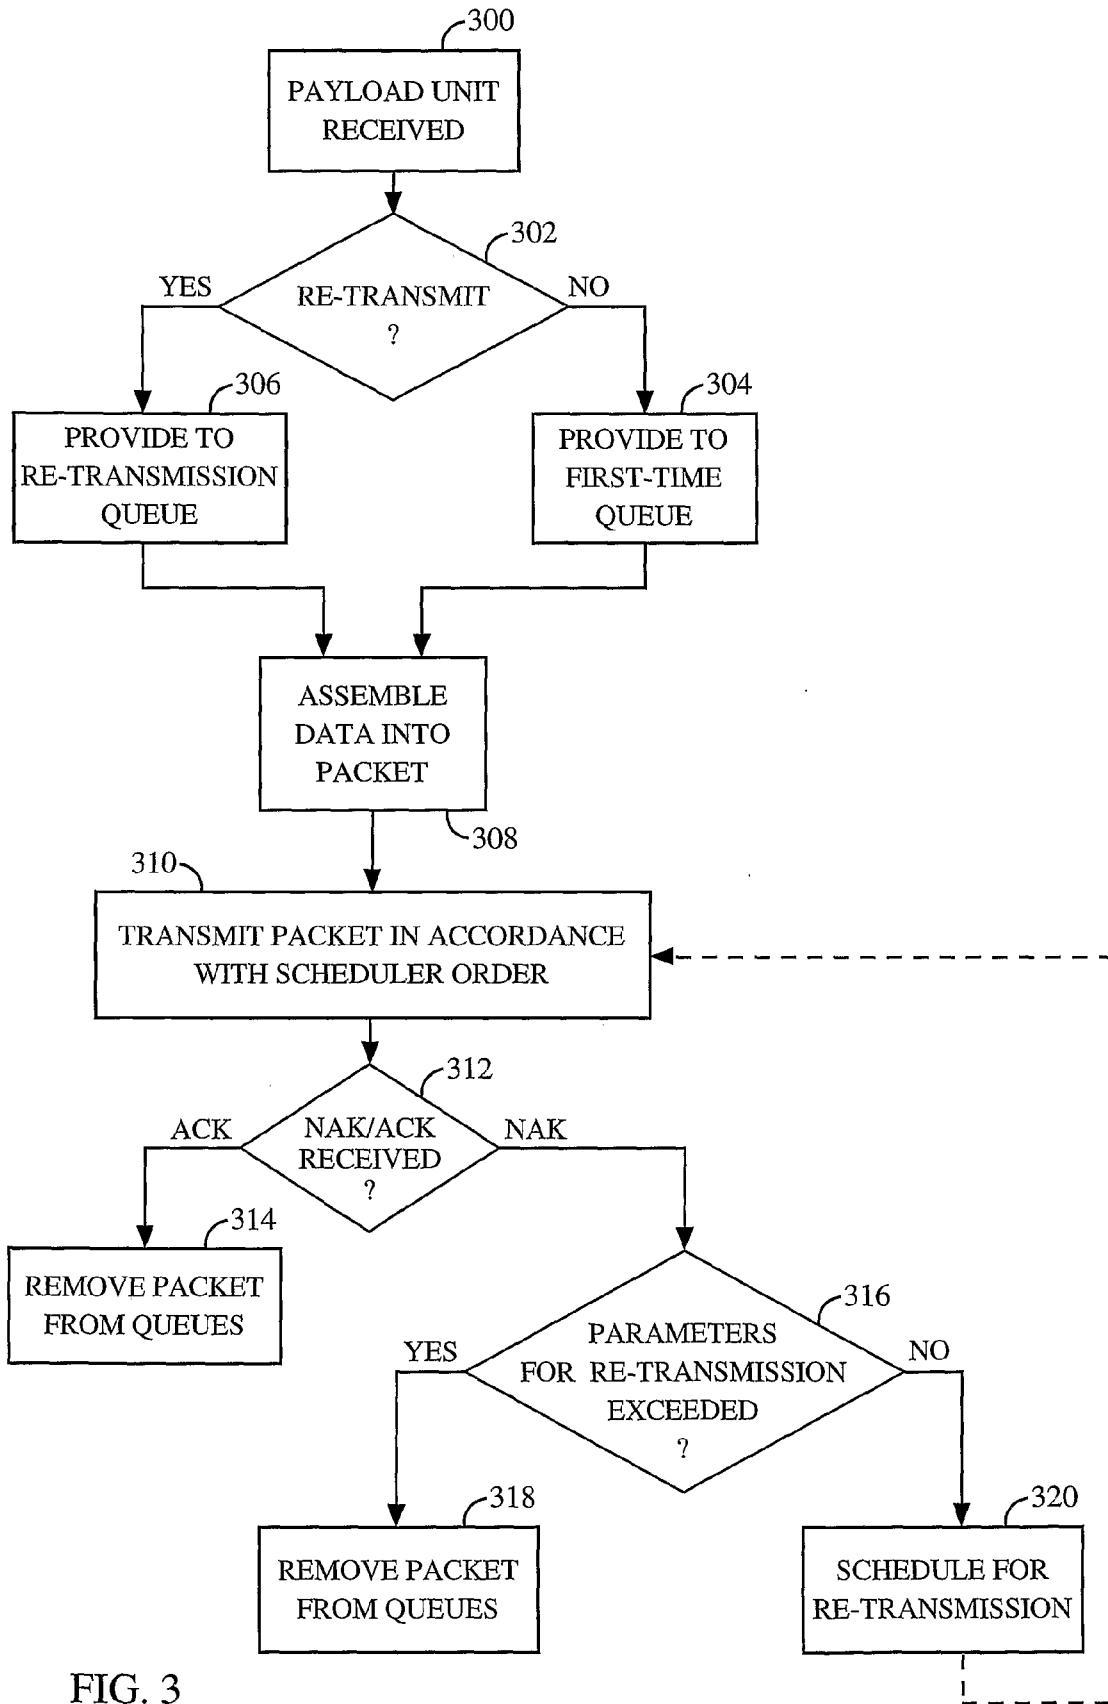 300
PAYLOAD UNIT
RECEIVED
302
YES
RE-TRANSMIT
?
NO
306
PROVIDE TO
RE-TRANSMISSION
QUEUE
304
PROVIDE TO
FIRST-TIME
QUEUE
ASSEMBLE
DATA INTO
PACKET
308
310
TRANSMIT PACKET IN ACCORDANCE
WITH SCHEDULER ORDER
312
ACK
NAK/ACK
RECEIVED
?
NAK
314
REMOVE PACKET
FROM QUEUES
316
YES
PARAMETERS
FOR RE-TRANSMISSION
EXCEEDED
?
NO
318
REMOVE PACKET
FROM QUEUES
320
SCHEDULE FOR
RE-TRANSMISSION
FIG. 3